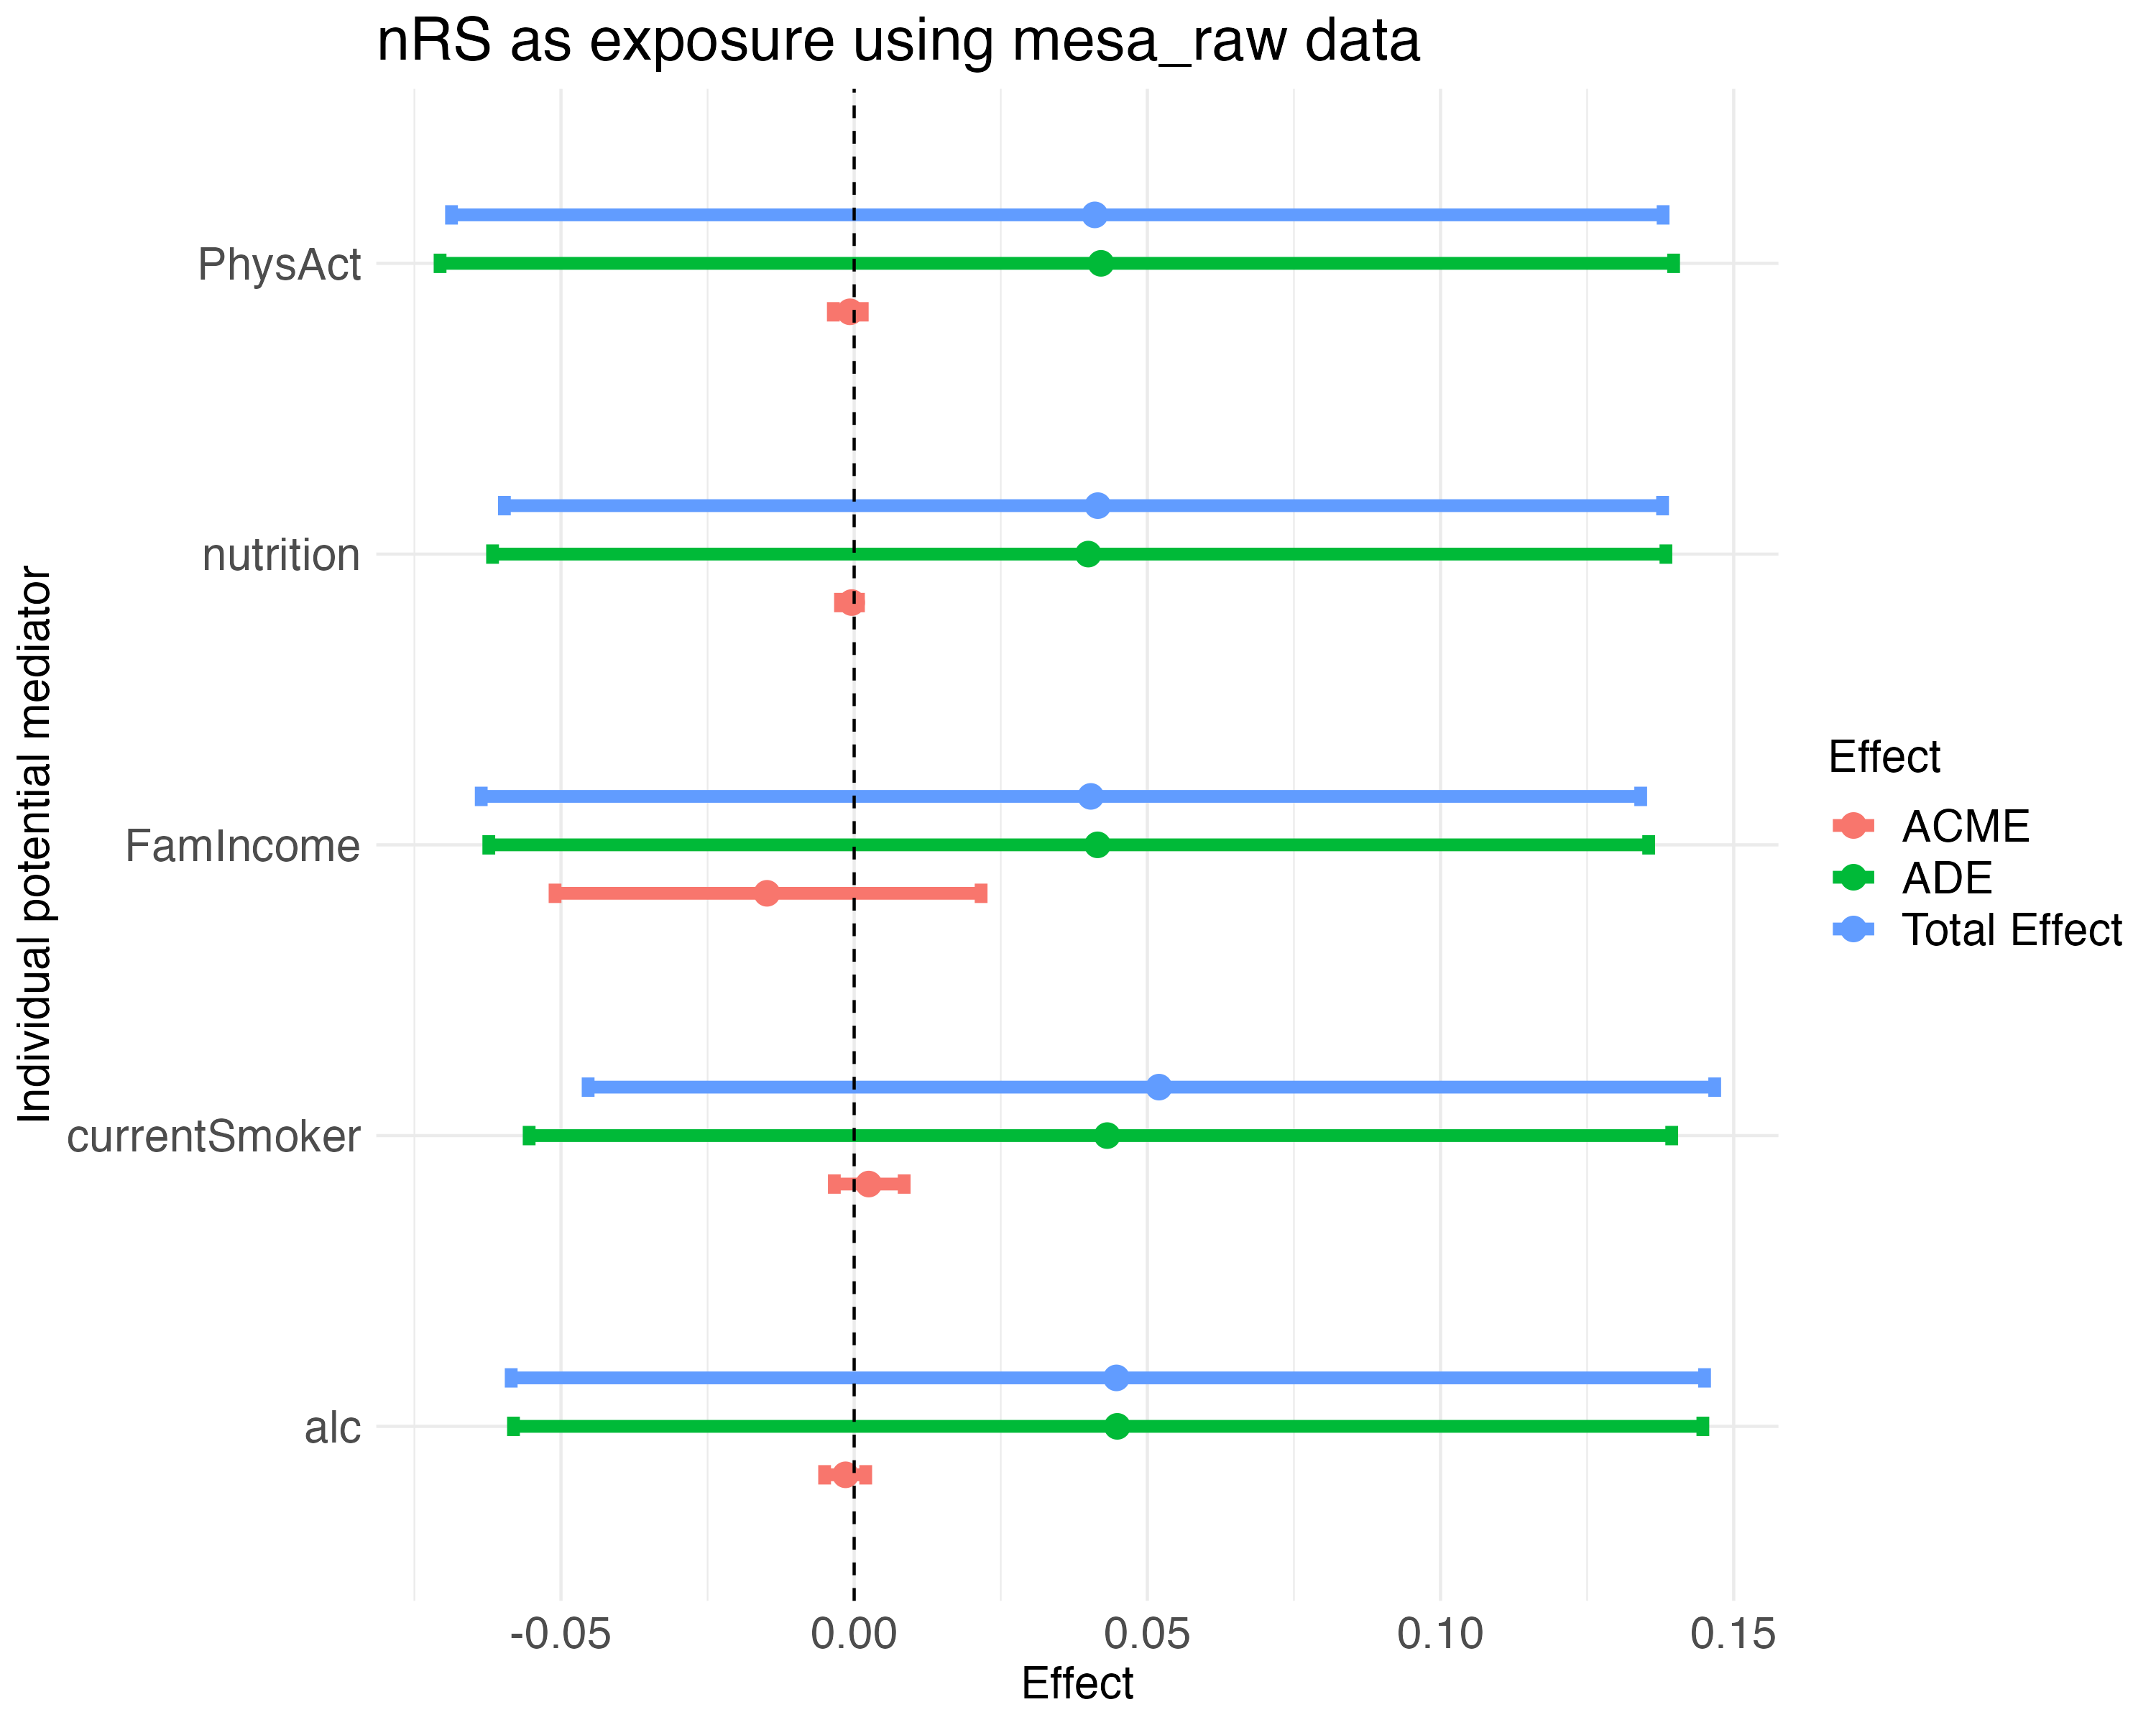 nRS as exposure using mesa_raw data
Individual potential mediator
PhysAct
nutrition
FamIncome
currentSmoker
alc
-0.05 0.00 0.05 0.10 0.15
Effect
Effect
ACME
ADE
Total Effect